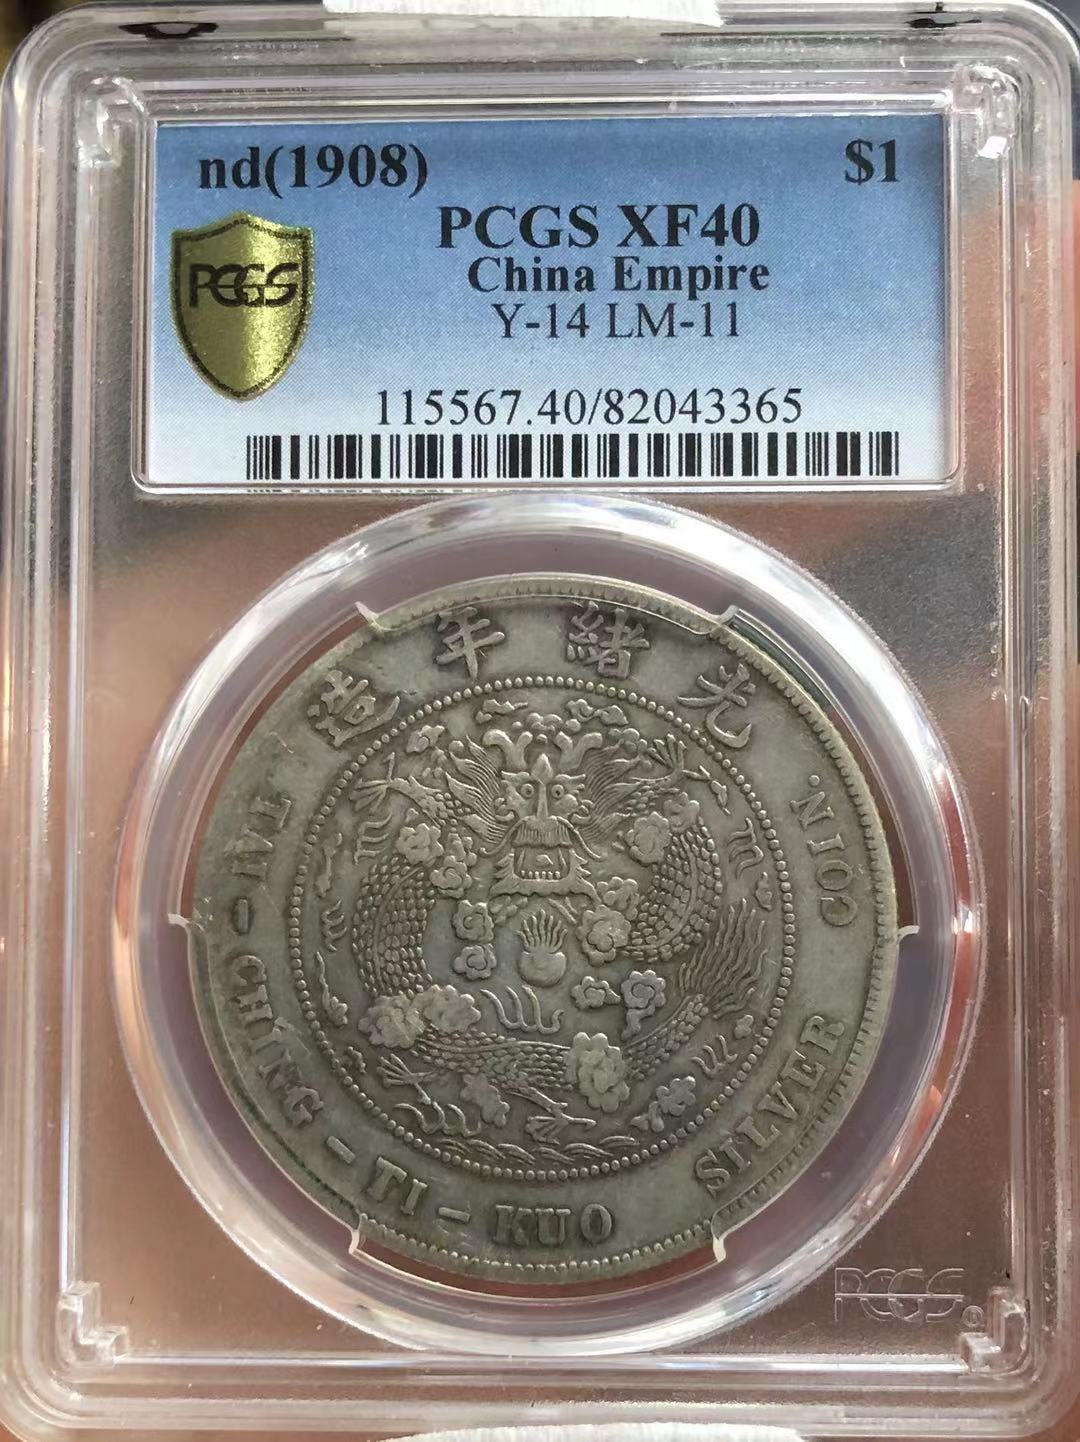 nd(1908) $1
PCGS XF40
PCGS China Empire
Y-14 LM-11
115567.40/82043365
光緒年造
TAI-CHING-TI-KUO SILVER COIN.
PCGS